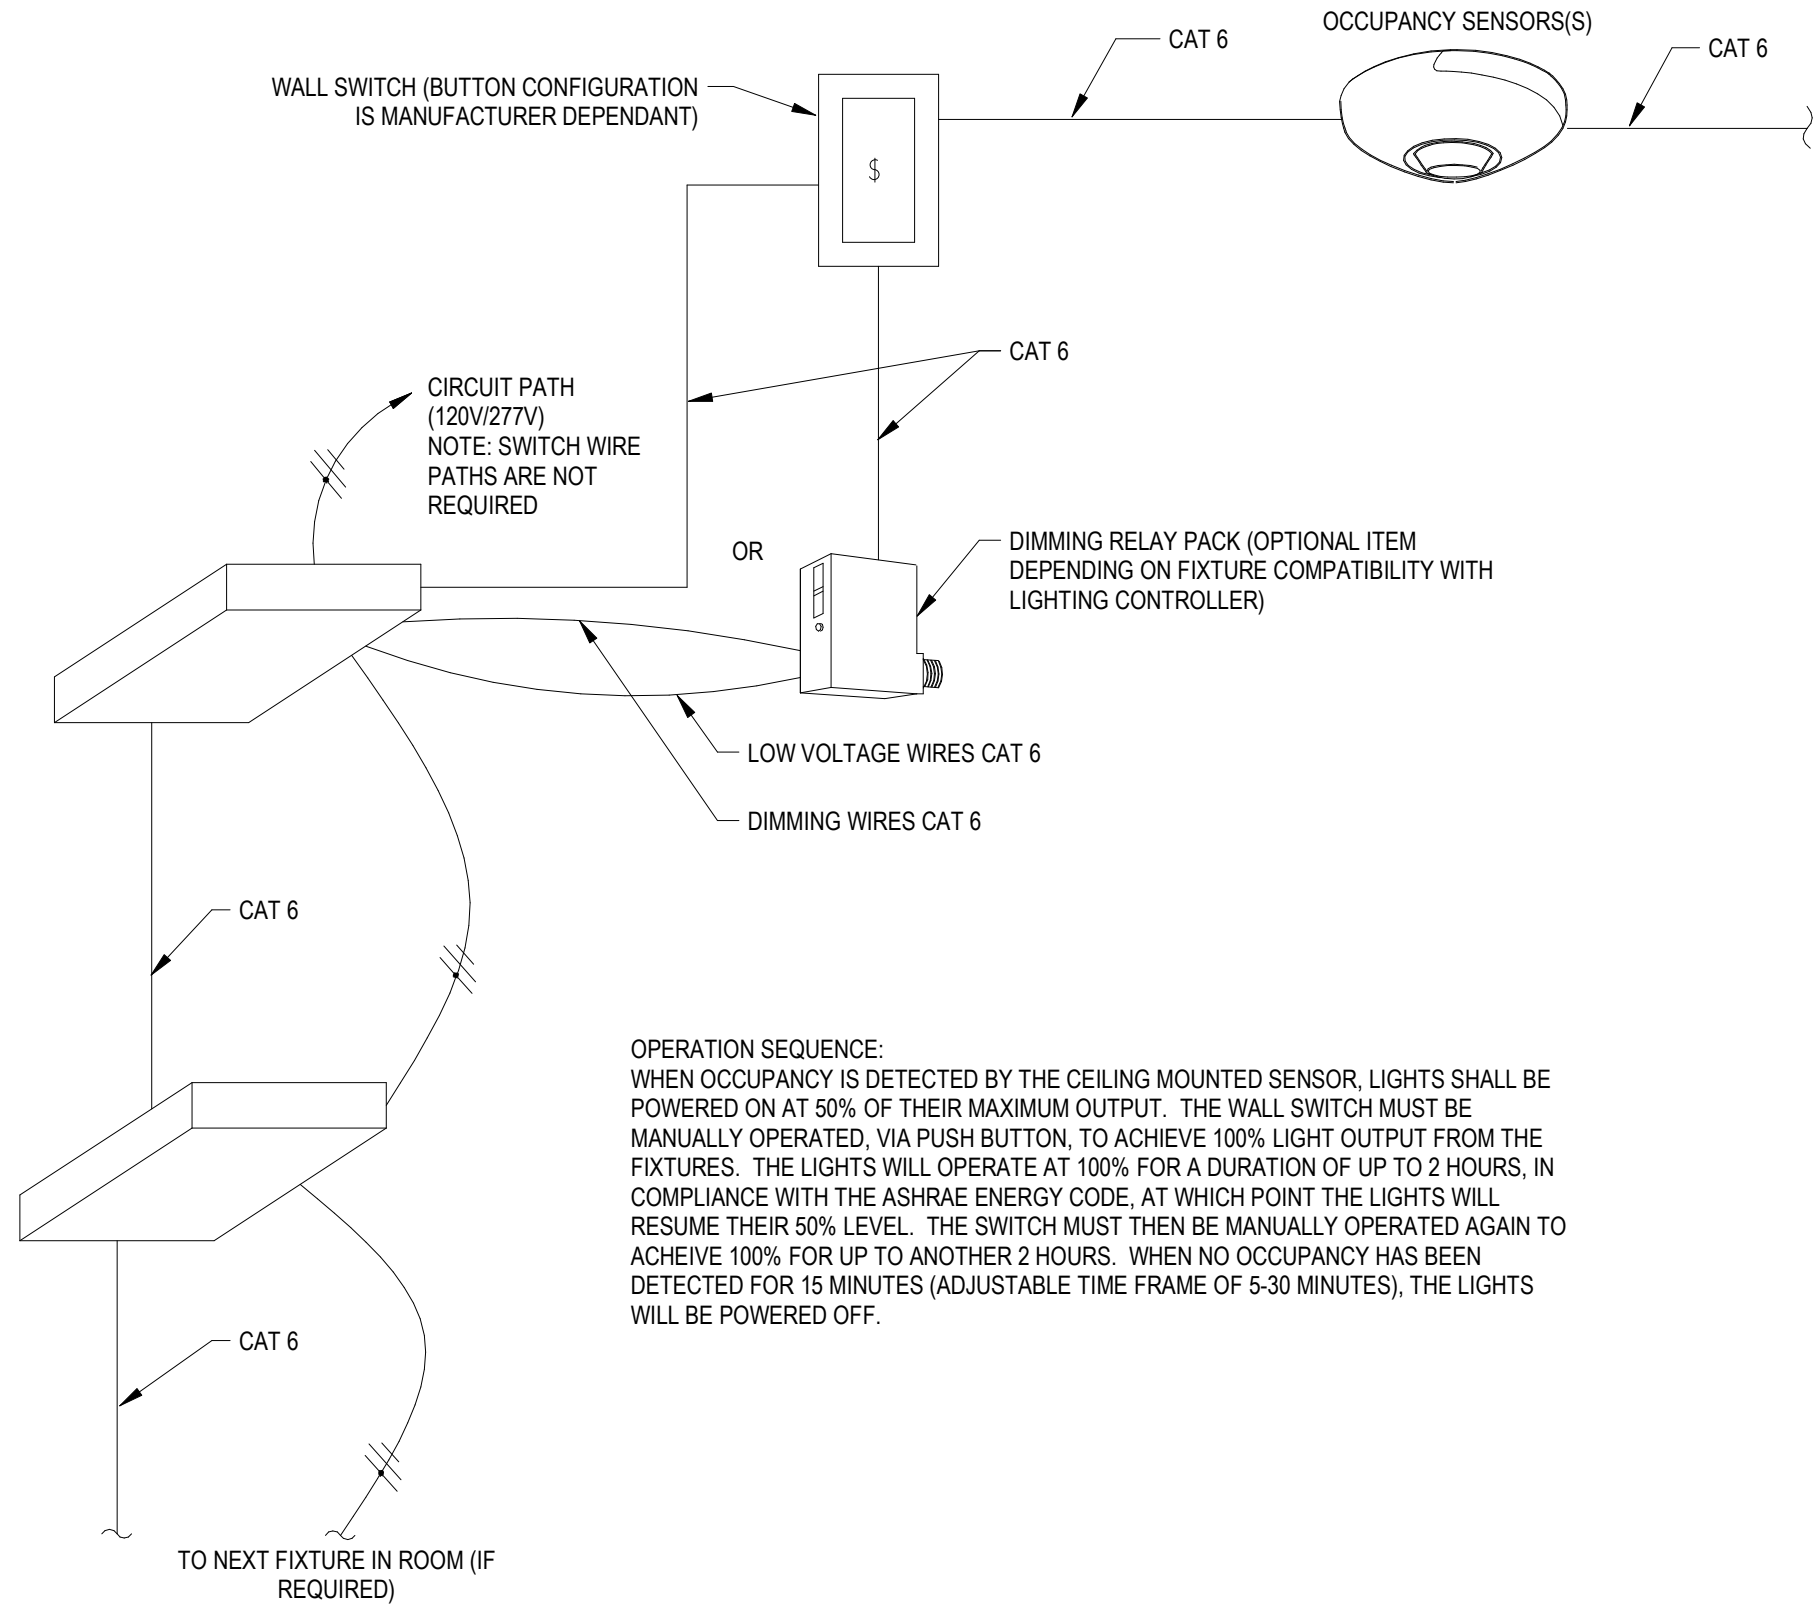 OCCUPANCY SENSORS(S)
CAT 6
CAT 6
WALL SWITCH (BUTTON CONFIGURATION
IS MANUFACTURER DEPENDANT)
$
CAT 6
CIRCUIT PATH
(120V/277V)
NOTE: SWITCH WIRE
PATHS ARE NOT
REQUIRED
OR
DIMMING RELAY PACK (OPTIONAL ITEM
DEPENDING ON FIXTURE COMPATIBILITY WITH
LIGHTING CONTROLLER)
LOW VOLTAGE WIRES CAT 6
DIMMING WIRES CAT 6
CAT 6
OPERATION SEQUENCE:
WHEN OCCUPANCY IS DETECTED BY THE CEILING MOUNTED SENSOR, LIGHTS SHALL BE
POWERED ON AT 50% OF THEIR MAXIMUM OUTPUT. THE WALL SWITCH MUST BE
MANUALLY OPERATED, VIA PUSH BUTTON, TO ACHIEVE 100% LIGHT OUTPUT FROM THE
FIXTURES. THE LIGHTS WILL OPERATE AT 100% FOR A DURATION OF UP TO 2 HOURS, IN
COMPLIANCE WITH THE ASHRAE ENERGY CODE, AT WHICH POINT THE LIGHTS WILL
RESUME THEIR 50% LEVEL. THE SWITCH MUST THEN BE MANUALLY OPERATED AGAIN TO
ACHEIVE 100% FOR UP TO ANOTHER 2 HOURS. WHEN NO OCCUPANCY HAS BEEN
DETECTED FOR 15 MINUTES (ADJUSTABLE TIME FRAME OF 5-30 MINUTES), THE LIGHTS
WILL BE POWERED OFF.
CAT 6
TO NEXT FIXTURE IN ROOM (IF
REQUIRED)